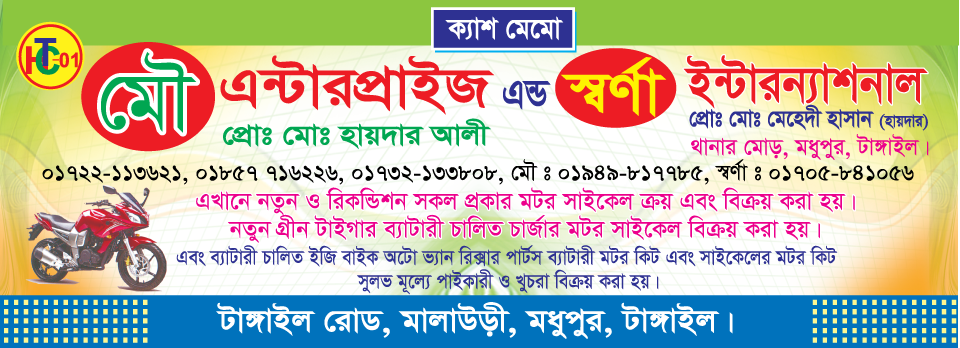 ক্যাশ মেমো
HTC-01
মৌ এন্টারপ্রাইজ এন্ড স্বর্ণা ইন্টারন্যাশনাল
প্রোঃ মোঃ হায়দার আলী
প্রোঃ মোঃ মেহেদী হাসান (হায়দার)
থানার মোড়, মধুপুর, টাঙ্গাইল।
০১৭২২-১১৩৬২১, ০১৮৫৭ ৭১৬২২৬, ০১৭৩২-১৩৩৮০৮, মৌ ঃ ০১৯৪৯-৮১৭৭৮৫, স্বর্ণা ঃ ০১৭০৫-৮৪১০৫৬
এখানে নতুন ও রিকন্ডিশন সকল প্রকার মটর সাইকেল ক্রয় এবং বিক্রয় করা হয়।
নতুন গ্রীন টাইগার ব্যাটারী চালিত চার্জার মটর সাইকেল বিক্রয় করা হয়।
এবং ব্যাটারী চালিত ইজি বাইক অটো ভ্যান রিক্সার পার্টস ব্যাটারী মটর কিট এবং সাইকেলের মটর কিট
সুলভ মূল্যে পাইকারী ও খুচরা বিক্রয় করা হয়।
টাঙ্গাইল রোড, মালাউড়ী, মধুপুর, টাঙ্গাইল।